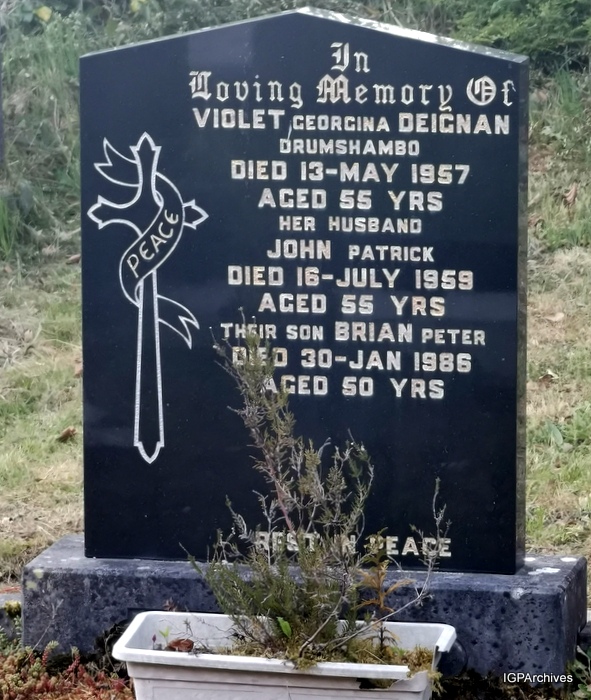 In
Loving Memory Of
VIOLET GEORGINA DEIGNAN
DRUMSHAMBO
DIED 13-MAY 1957
AGED 55 YRS
HER HUSBAND
JOHN PATRICK
DIED 16-JULY 1959
AGED 55 YRS
THEIR SON BRIAN PETER
DIED 30-JAN 1986
AGED 50 YRS
PEACE
REST IN PEACE
IGPArchives